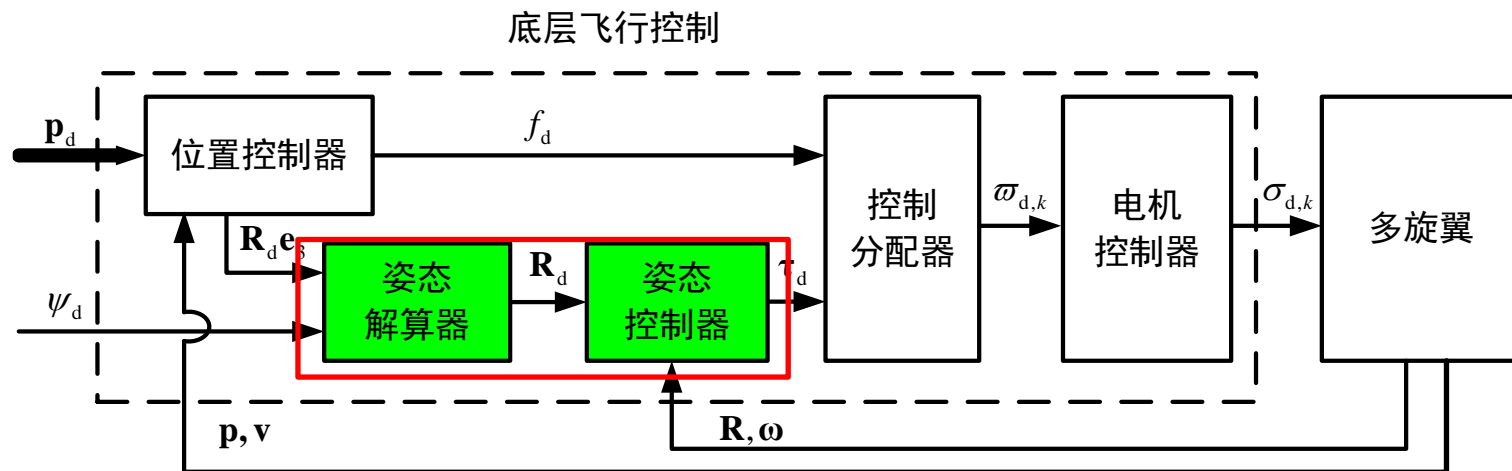 底层飞行控制
p_d
位置控制器
f_d
控制
分配器
ϖ_{d,k}
电机
控制器
σ_{d,k}
多旋翼
R_d e_3
ψ_d
姿态
解算器
R_d
姿态
控制器
τ_d
p, v
R, ω